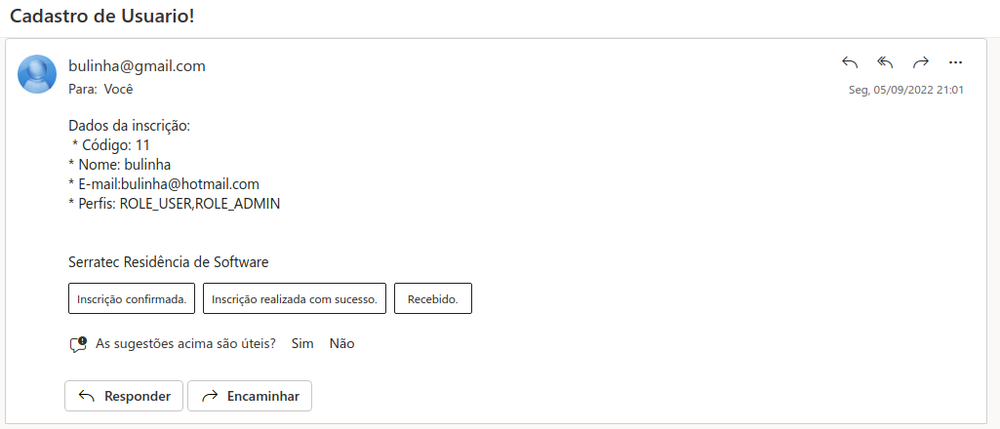 Cadastro de Usuario!
bulinha@gmail.com
Para: Você
Seg, 05/09/2022 21:01
Dados da inscrição:
* Código: 11
* Nome: bulinha
* E-mail:bulinha@hotmail.com
* Perfis: ROLE_USER,ROLE_ADMIN
Serratec Residência de Software
Inscrição confirmada. Inscrição realizada com sucesso. Recebido.
As sugestões acima são úteis? Sim Não
Responder Encaminhar